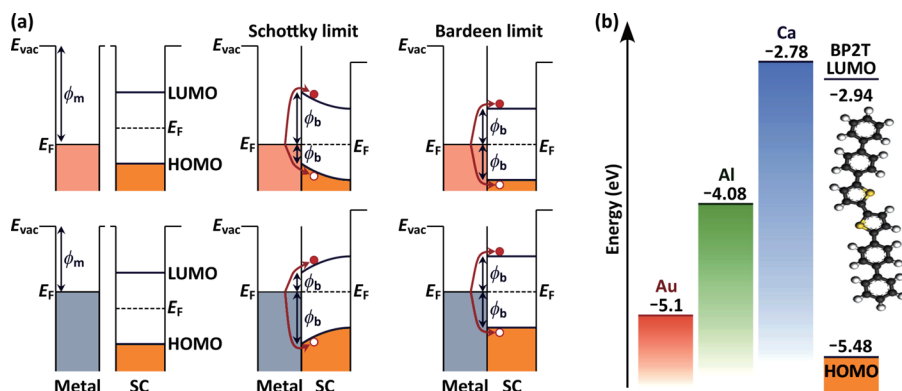 (a)
Schottky limit
Bardeen limit
E_vac
ϕ_m
LUMO
E_F
E_F
HOMO
E_vac
ϕ_b
ϕ_b
E_F
E_F
E_vac
ϕ_b
ϕ_b
E_F
E_F
E_vac
ϕ_m
LUMO
E_F
E_F
HOMO
Metal SC
E_vac
ϕ_b
ϕ_b
E_F
E_F
Metal SC
E_vac
ϕ_b
ϕ_b
E_F
E_F
Metal SC
(b)
Energy (eV)
Au
−5.1
Al
−4.08
Ca
−2.78
BP2T
LUMO
−2.94
−5.48
HOMO